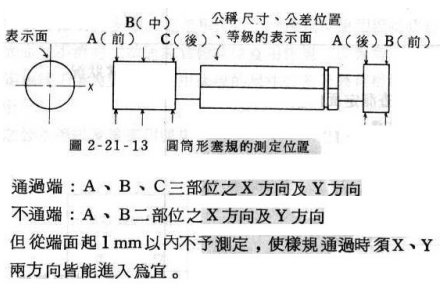 B(中)
公稱尺寸、公差位置
表示面
A(前) C(後)、等級的表示面 A(後) B(前)
X
圖 2-21-13 圓筒形塞規的測定位置
通過端：A、B、C三部位之X方向及Y方向
不通端：A、B二部位之X方向及Y方向
但從端面起1mm以內不予測定，使樣規通過時須X、Y
兩方向皆能進入為宜。